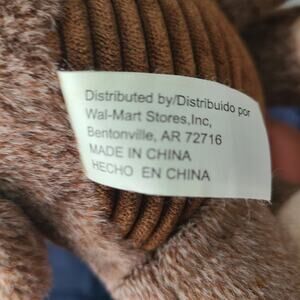 Distributed by/Distribuido por
Wal-Mart Stores,Inc,
Bentonville, AR 72716
MADE IN CHINA
HECHO EN CHINA